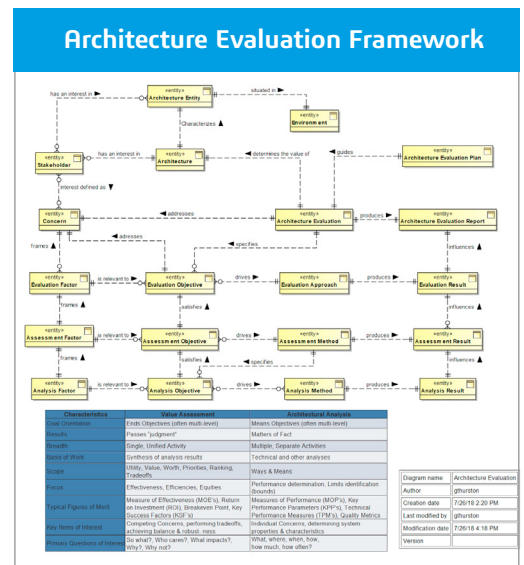 Architecture Evaluation Framework
«entity»
Architecture Entity
has an interest in ►
situated in ►
«entity»
Environment
Characterizes ▲
«entity»
Stakeholder
has an interest in
«entity»
Architecture
◄ determines the value of
◄ guides
«entity»
Architecture Evaluation Plan
interest defined as ▼
«entity»
Concern
◄ addresses
«entity»
Architecture Evaluation
produces ►
«entity»
Architecture Evaluation Report
frames ▲
◄ adresses
◄ specifies
influences ▲
«entity»
Evaluation Factor
is relevant to ►
«entity»
Evaluation Objective
drives ►
«entity»
Evaluation Approach
produces ►
«entity»
Evaluation Result
frames ▲
satisfies ▲
influences ▲
«entity»
Assessment Factor
is relevant to ►
«entity»
Assessment Objective
drives ►
«entity»
Assessment Method
produces ►
«entity»
Assessment Result
frames ▲
satisfies ▲
◄ specifies
influences ▲
«entity»
Analysis Factor
is relevant to ►
«entity»
Analysis Objective
drives ►
«entity»
Analysis Method
produces ►
«entity»
Analysis Result
Characteristics Value Assessment Architectural Analysis
Goal Orientation Ends Objectives (often multi-level) Means Objectives (often multi-level)
Results Passes "judgment" Matters of Fact
Breadth Single, Unified Activity Multiple, Separate Activities
Basis of Work Synthesis of analysis results Technical and other analyses
Scope Utility, Value, Worth, Priorities, Ranking, Ways & Means
Tradeoffs
Focus Effectiveness, Efficiencies, Equities Performance determination, Limits identification
(bounds)
Typical Figures of Merit Measure of Effectiveness (MOE's), Return Measures of Performance (MOP's), Key
on Investment (ROI), Breakeven Point, Key Performance Parameters (KPP's), Technical
Success Factors (KSF's) Performance Measures (TPM's), Quality Metrics
Key Items of Interest Competing Concerns, performing tradeoffs, Individual Concerns, determining system
achieving balance & robust ness properties & characteristics
Primary Questions of Interest So what?, Who cares?, What impacts?, What, where, when, how,
Why?, Why not? how much, how often?
Diagram name Architecture Evaluation
Author gthurston
Creation date 7/26/18 2:20 PM
Last modified by gthurston
Modification date 7/26/18 4:18 PM
Version